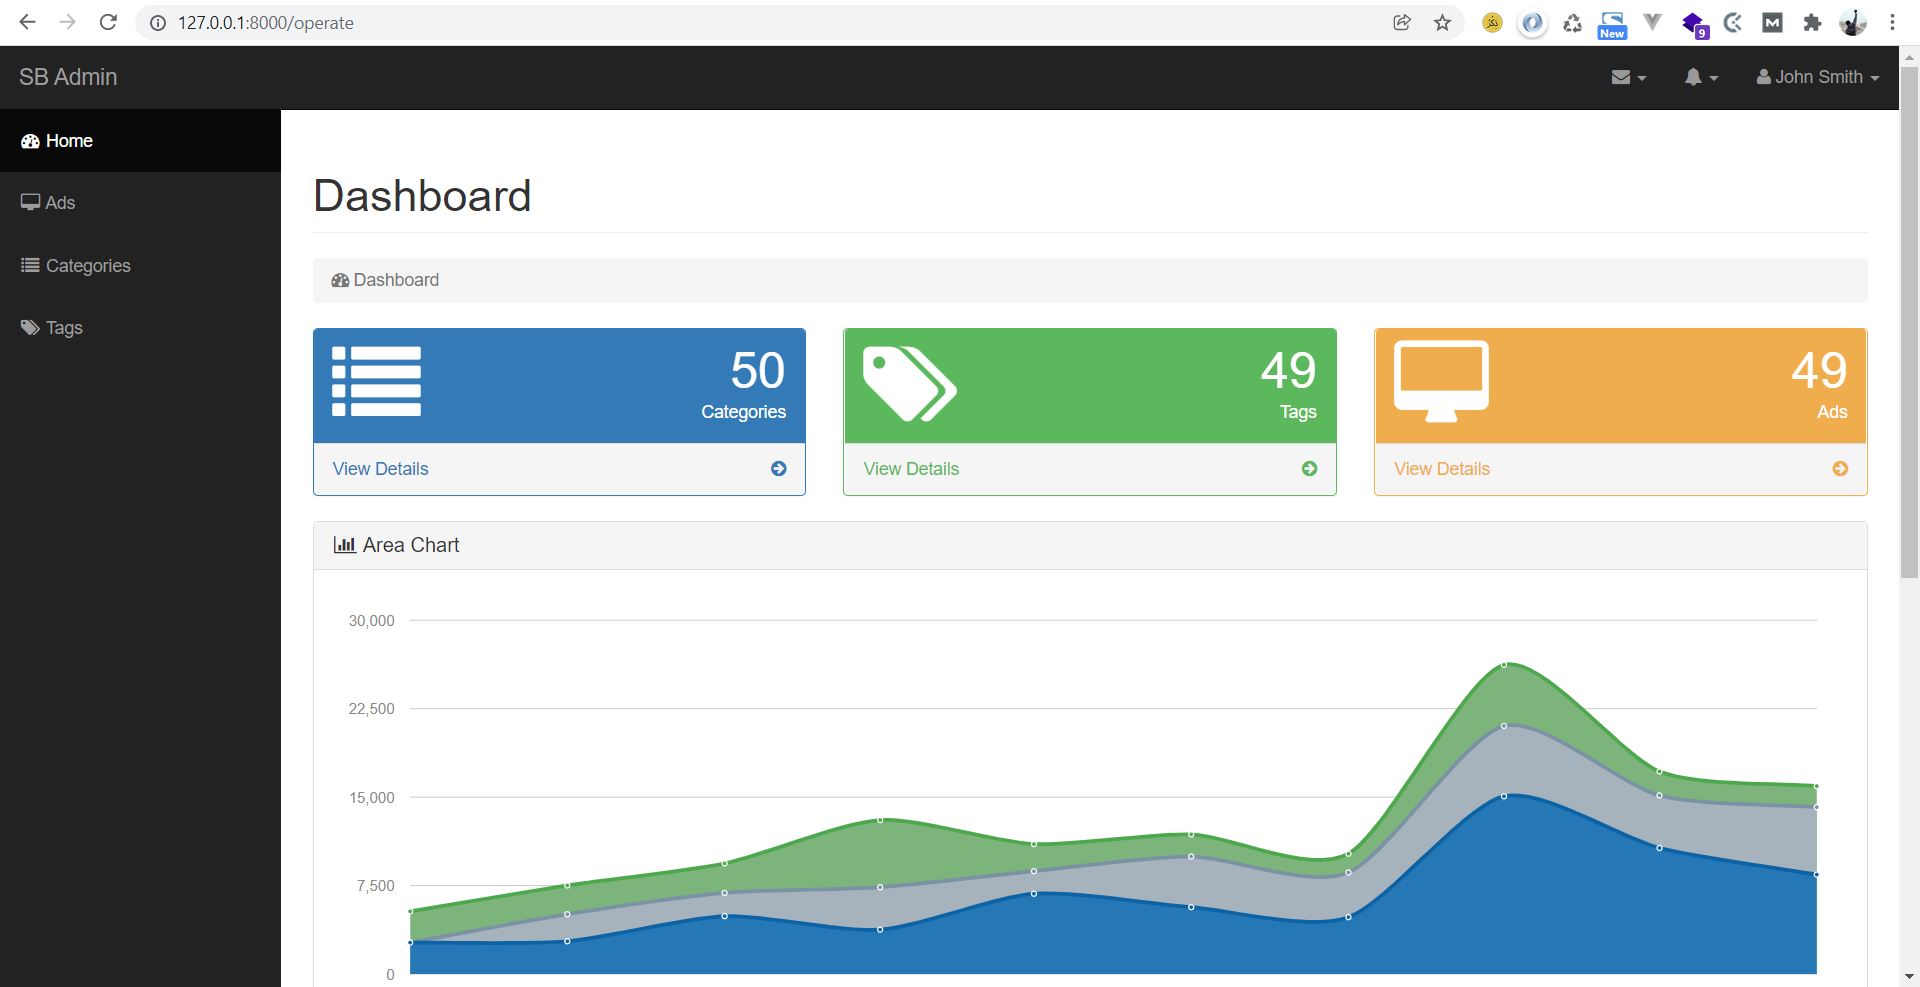 127.0.0.1:8000/operate
New
9
M
SB Admin
John Smith
Home
Ads
Categories
Tags
Dashboard
Dashboard
50
Categories
View Details
49
Tags
View Details
49
Ads
View Details
Area Chart
30,000
22,500
15,000
7,500
0